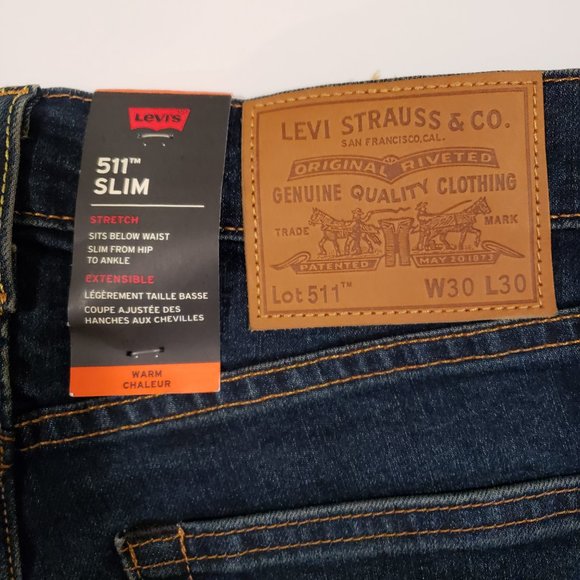 Levi's
511™
SLIM
STRETCH
SITS BELOW WAIST
SLIM FROM HIP
TO ANKLE
EXTENSIBLE
LÉGÈREMENT TAILLE BASSE
COUPE AJUSTÉE DES
HANCHES AUX CHEVILLES
WARM
CHALEUR
LEVI STRAUSS & CO.
SAN FRANCISCO, CAL.
ORIGINAL RIVETED
GENUINE QUALITY CLOTHING
TRADE MARK
PATENTED MAY 20 1873
Lot 511™ W30 L30